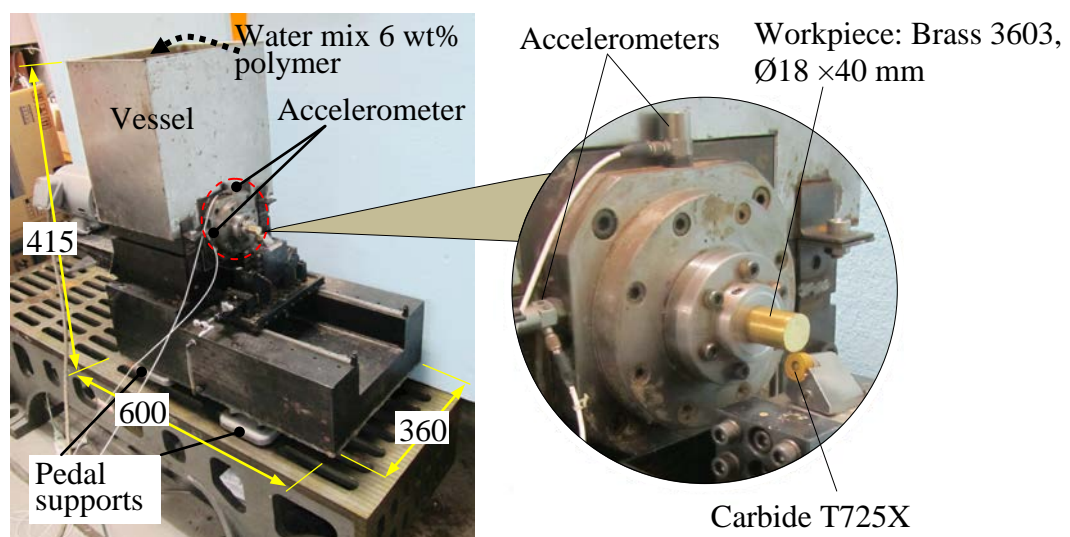 Water mix 6 wt%
polymer
Accelerometer
Vessel
415
600
360
Pedal
supports
Accelerometers
Workpiece: Brass 3603,
Ø18 ×40 mm
Carbide T725X